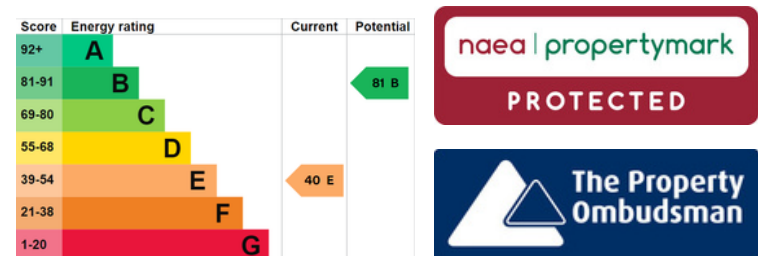 Score Energy rating Current Potential
92+ A
81-91 B 81 B
69-80 C
55-68 D
39-54 E 40 E
21-38 F
1-20 G
naea | propertymark
PROTECTED
The Property
Ombudsman